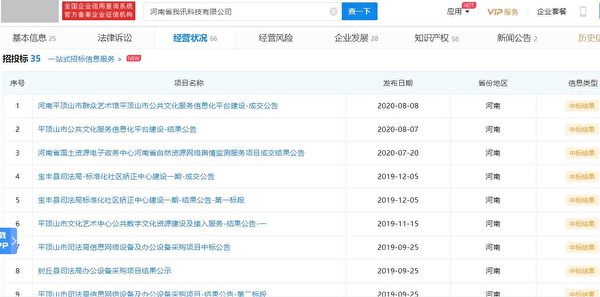 全国企业信用查询系统
官方备案企业征信机构
河南省我讯科技有限公司
查一下
应用
HOT
VIP服务
企业套餐
基本信息 25
法律诉讼
经营状况 66
经营风险
企业发展 28
知识产权 58
新闻公告 2
历史信
招投标 35 一站式招标信息服务 > NEW
序号 项目名称 发布日期 省份地区 信息类型
1 河南平顶山市群众艺术馆平顶山市公共文化服务信息化平台建设-成交公告 2020-08-08 河南 中标结果
2 平顶山市公共文化服务信息化平台建设-结果公告 2020-08-07 河南 中标结果
3 河南省国土资源电子政务中心河南省自然资源网络舆情监测服务项目成交结果公告 2020-07-20 河南 中标结果
4 宝丰县司法局-标准化社区矫正中心建设一期-成交公告 2019-12-05 河南 中标结果
5 宝丰县司法局-标准化社区矫正中心建设一期-结果公告-第一标段 2019-12-05 河南 中标结果
6 平顶山市文化艺术中心公共数字文化资源建设及接入服务-结果公告-一 2019-11-15 河南 中标结果
7 平顶山市司法局信息网络设备及办公设备采购项目中标公告 2019-09-25 河南 中标结果
8 封丘县司法局办公设备采购项目结果公示 2019-09-25 河南 中标结果
9 平顶山市司法局信息网络设备及办公设备采购项目-结果公告-第二标段 2019-09-25 河南 中标结果
PP